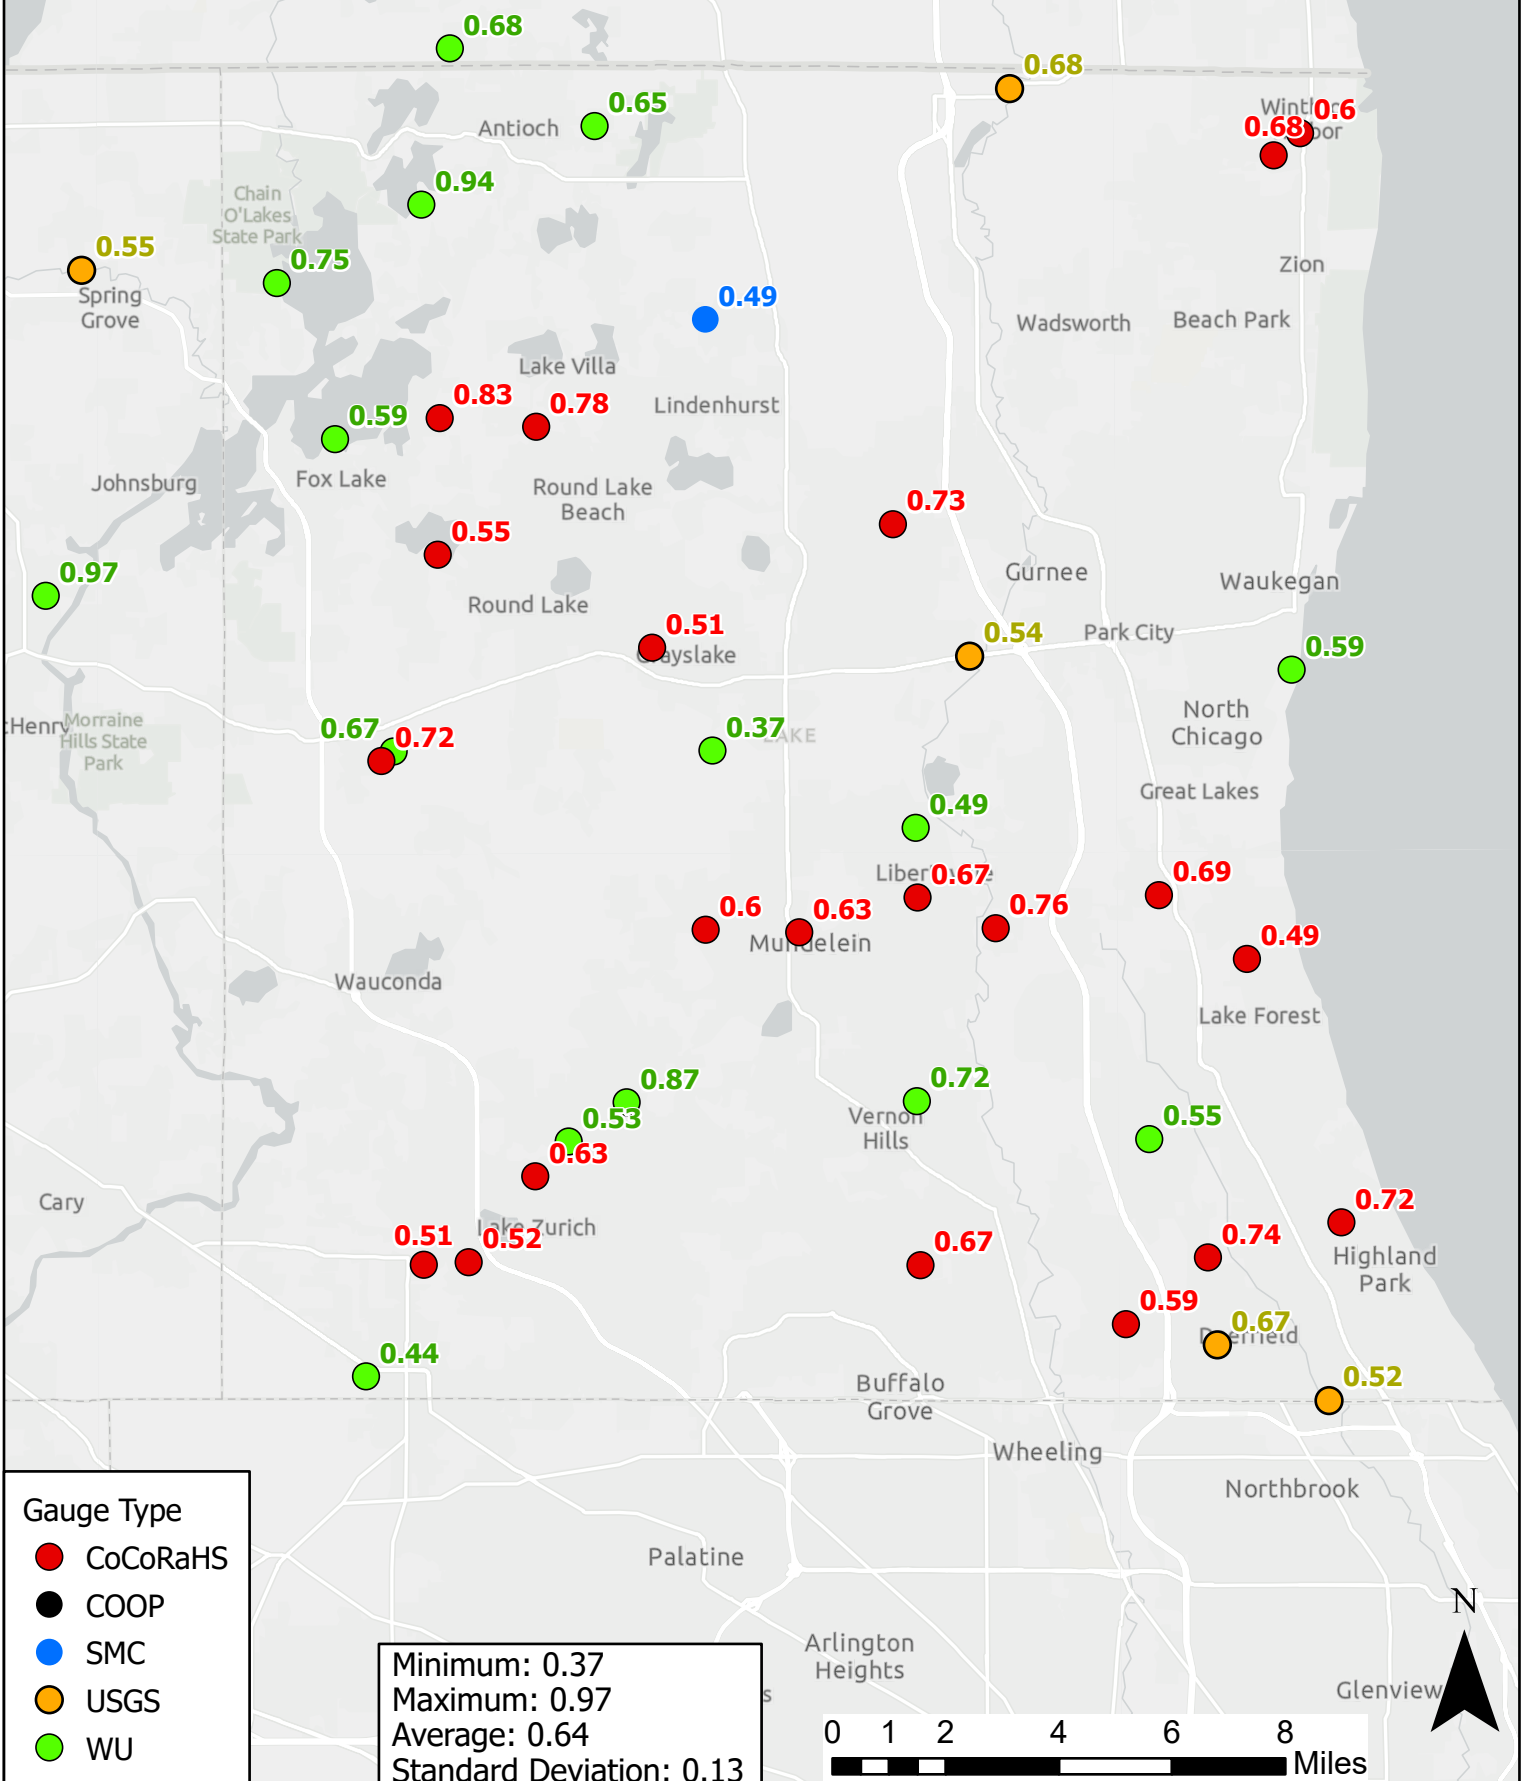 0.68
0.68
0.65
Antioch
Winth
0.6
0.68
bor
0.94
Chain
O'Lakes
State Park
0.55
0.75
Zion
Spring
Grove
0.49
Wadsworth
Beach Park
Lake Villa
0.83
0.78
Lindenhurst
0.59
Fox Lake
Johnsburg
Round Lake
Beach
0.73
0.55
0.97
Gurnee
Waukegan
Round Lake
0.51
Grayslake
0.54
Park City
0.59
North
Chicago
cHenry
Morraine
Hills State
Park
0.67
0.72
0.37
LAKE
Great Lakes
0.49
Libertyville
0.67
0.69
0.6
0.63
0.76
Mundelein
0.49
Wauconda
Lake Forest
0.87
0.53
0.63
0.72
Vernon
Hills
0.55
Cary
0.72
Lake Zurich
0.51
0.52
0.67
0.74
Highland
Park
0.59
0.67
Deerfield
0.44
0.52
Buffalo
Grove
Wheeling
Northbrook
Gauge Type
CoCoRaHS
COOP
SMC
USGS
WU
Palatine
Arlington
Heights
Glenview
N
Minimum: 0.37
Maximum: 0.97
Average: 0.64
Standard Deviation: 0.13
s
0 1 2 4 6 8
Miles